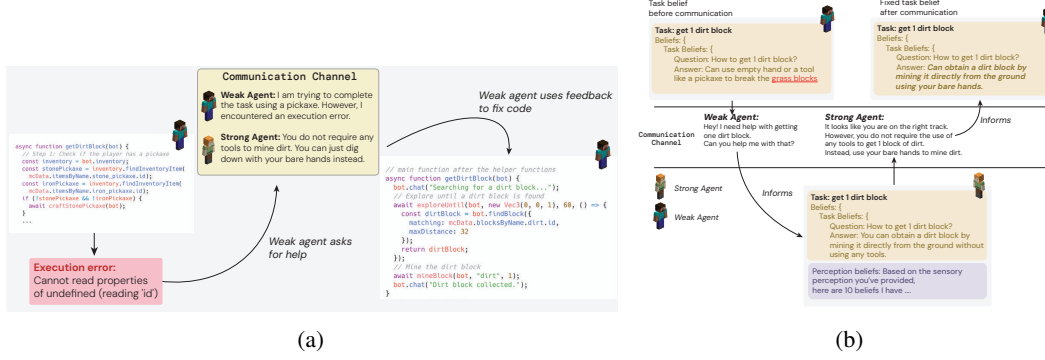 Communication Channel
Weak Agent: I am trying to complete
the task using a pickaxe. However, I
encountered an execution error.
Strong Agent: You do not require any
tools to mine dirt. You can just dig
down with your bare hands instead.
async function getDirtBlock(bot) {
// Step 1: Check if the player has a pickaxe
const inventory = bot.inventory;
const stonePickaxe = inventory.findInventoryItem(
mcData.itemsByName.stone_pickaxe.id);
const ironPickaxe = inventory.findInventoryItem(
mcData.itemsByName.iron_pickaxe.id);
if (!stonePickaxe && !ironPickaxe) {
await craftStonePickaxe(bot);
}
...
Execution error:
Cannot read properties
of undefined (reading 'id')
Weak agent asks
for help
Weak agent uses feedback
to fix code
// main function after the helper functions
async function getDirtBlock(bot) {
bot.chat("Searching for a dirt block...");
// Explore until a dirt block is found
await exploreUntil(bot, new Vec3(0, 0, 1), 60, () => {
const dirtBlock = bot.findBlock({
matching: mcData.blocksByName.dirt.id,
maxDistance: 32
});
return dirtBlock;
});
// Mine the dirt block
await mineBlock(bot, "dirt", 1);
bot.chat("Dirt block collected.");
}
(a)
Task belief
before communication
Task: get 1 dirt block
Beliefs: {
Task Beliefs: {
Question: How to get 1 dirt block?
Answer: Can use empty hand or a tool
like a pickaxe to break the grass blocks.
Fixed task belief
after communication
Task: get 1 dirt block
Beliefs: {
Task Beliefs: {
Question: How to get 1 dirt block?
Answer: Can obtain a dirt block by
mining it directly from the ground
using your bare hands.
Communication
Channel
Weak Agent:
Hey! I need help with getting
one dirt block.
Can you help me with that?
Strong Agent:
It looks like you are on the right track.
However, you do not require the use of
any tools to get 1 block of dirt.
Instead, use your bare hands to mine dirt.
Informs
Strong Agent
Weak Agent
Informs
Task: get 1 dirt block
Beliefs: {
Task Beliefs: {
Question: How to get 1 dirt block?
Answer: You can obtain a dirt block by
mining it directly from the ground without
using any tools.
Perception beliefs: Based on the sensory
perception you've provided,
here are 10 beliefs I have ....
(b)